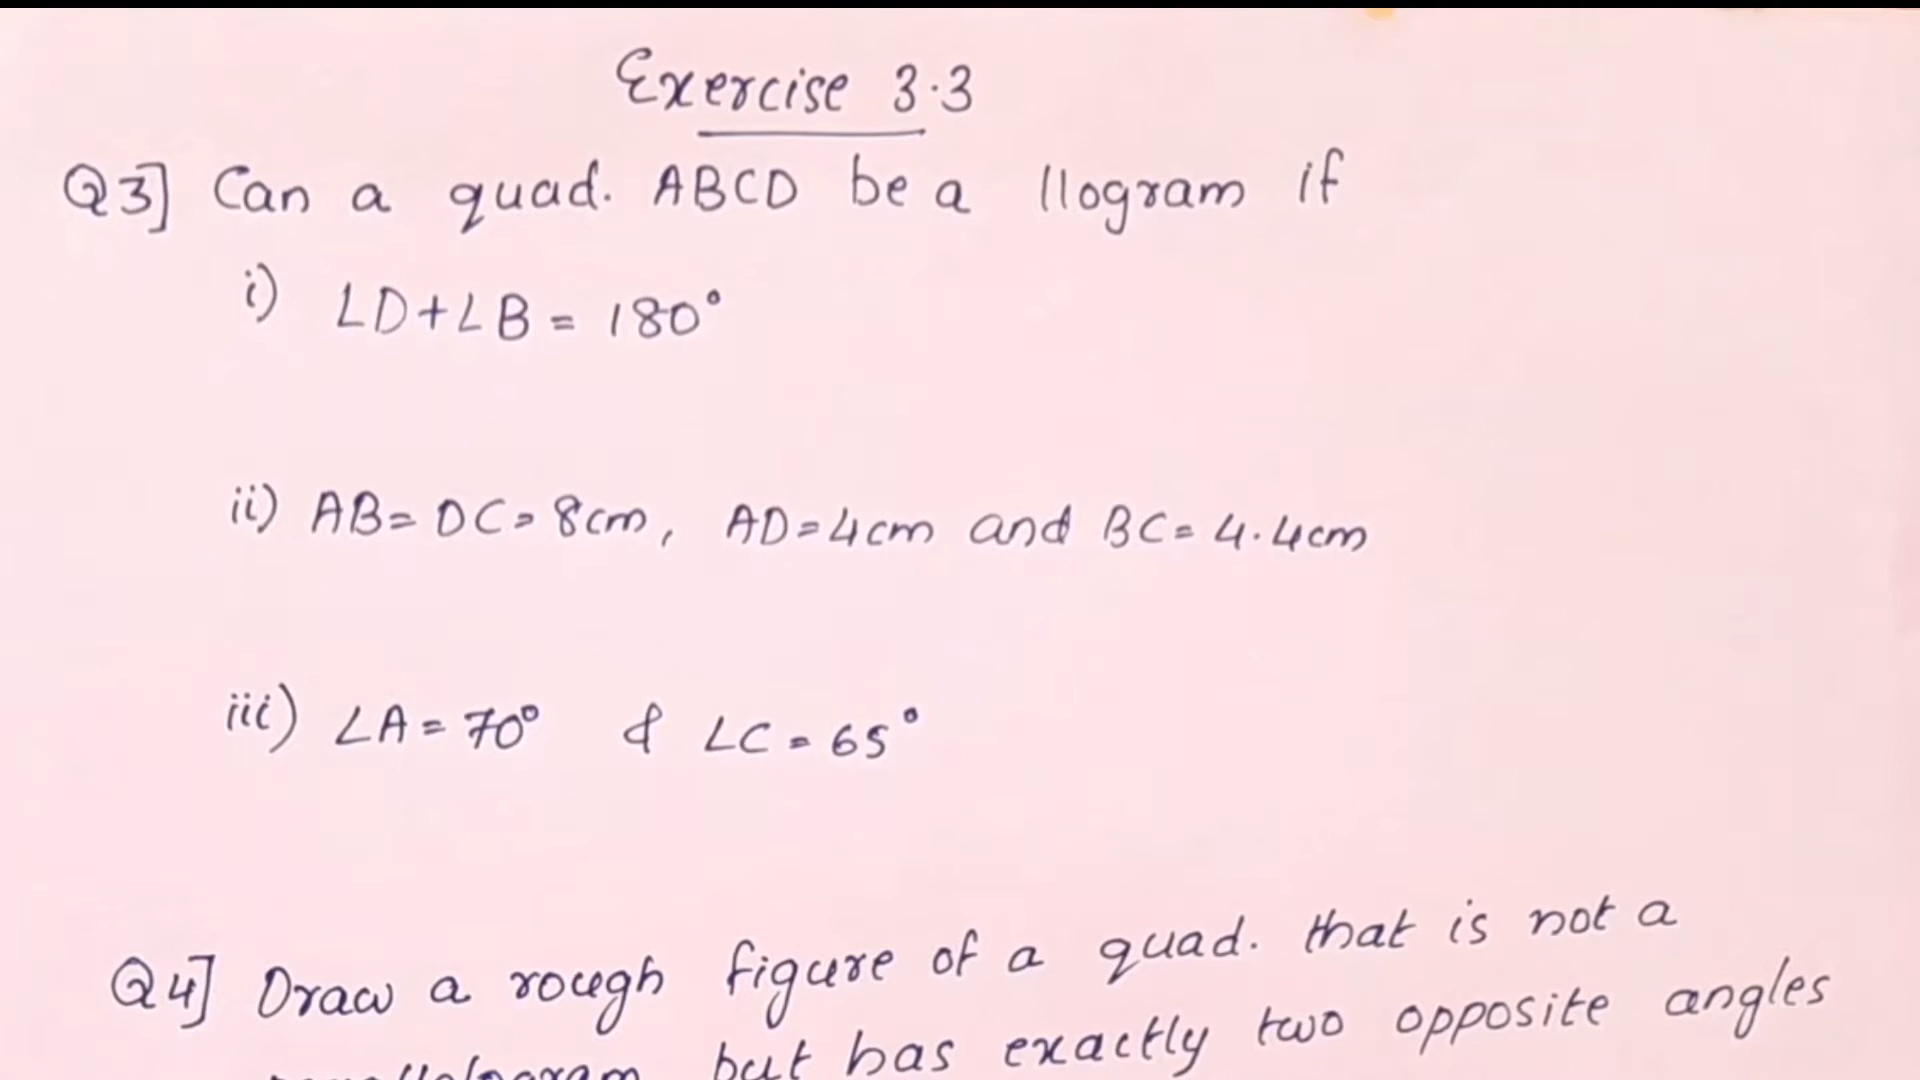 Exercise 3.3
Q3] Can a quad. ABCD be a llogram if
i) ∠D+∠B = 180°
ii) AB = DC = 8cm, AD = 4cm and BC = 4.4cm
iii) ∠A = 70° & ∠C = 65°
Q4] Draw a rough figure of a quad. that is not a
but has exactly two opposite angles